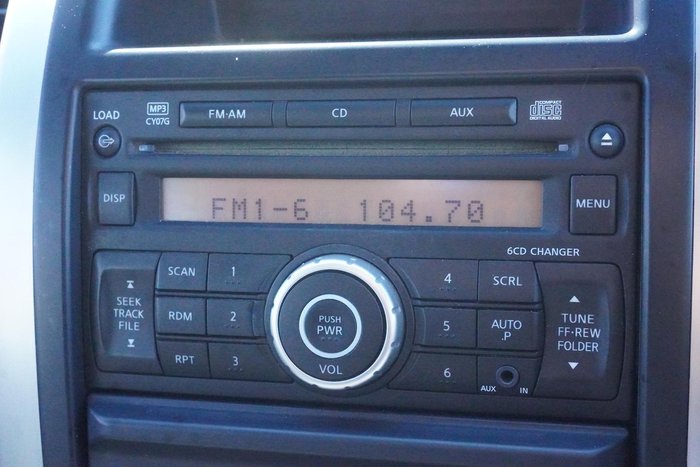 LOAD
MP3
CY07G
FM·AM
CD
AUX
COMPACT
disc
DIGITAL AUDIO
DISP
FM1-6 104.70
MENU
6CD CHANGER
SEEK
TRACK
FILE
SCAN
1
RDM
2
RPT
3
PUSH
PWR
VOL
4
SCRL
5
AUTO
.P
6
AUX IN
TUNE
FF·REW
FOLDER